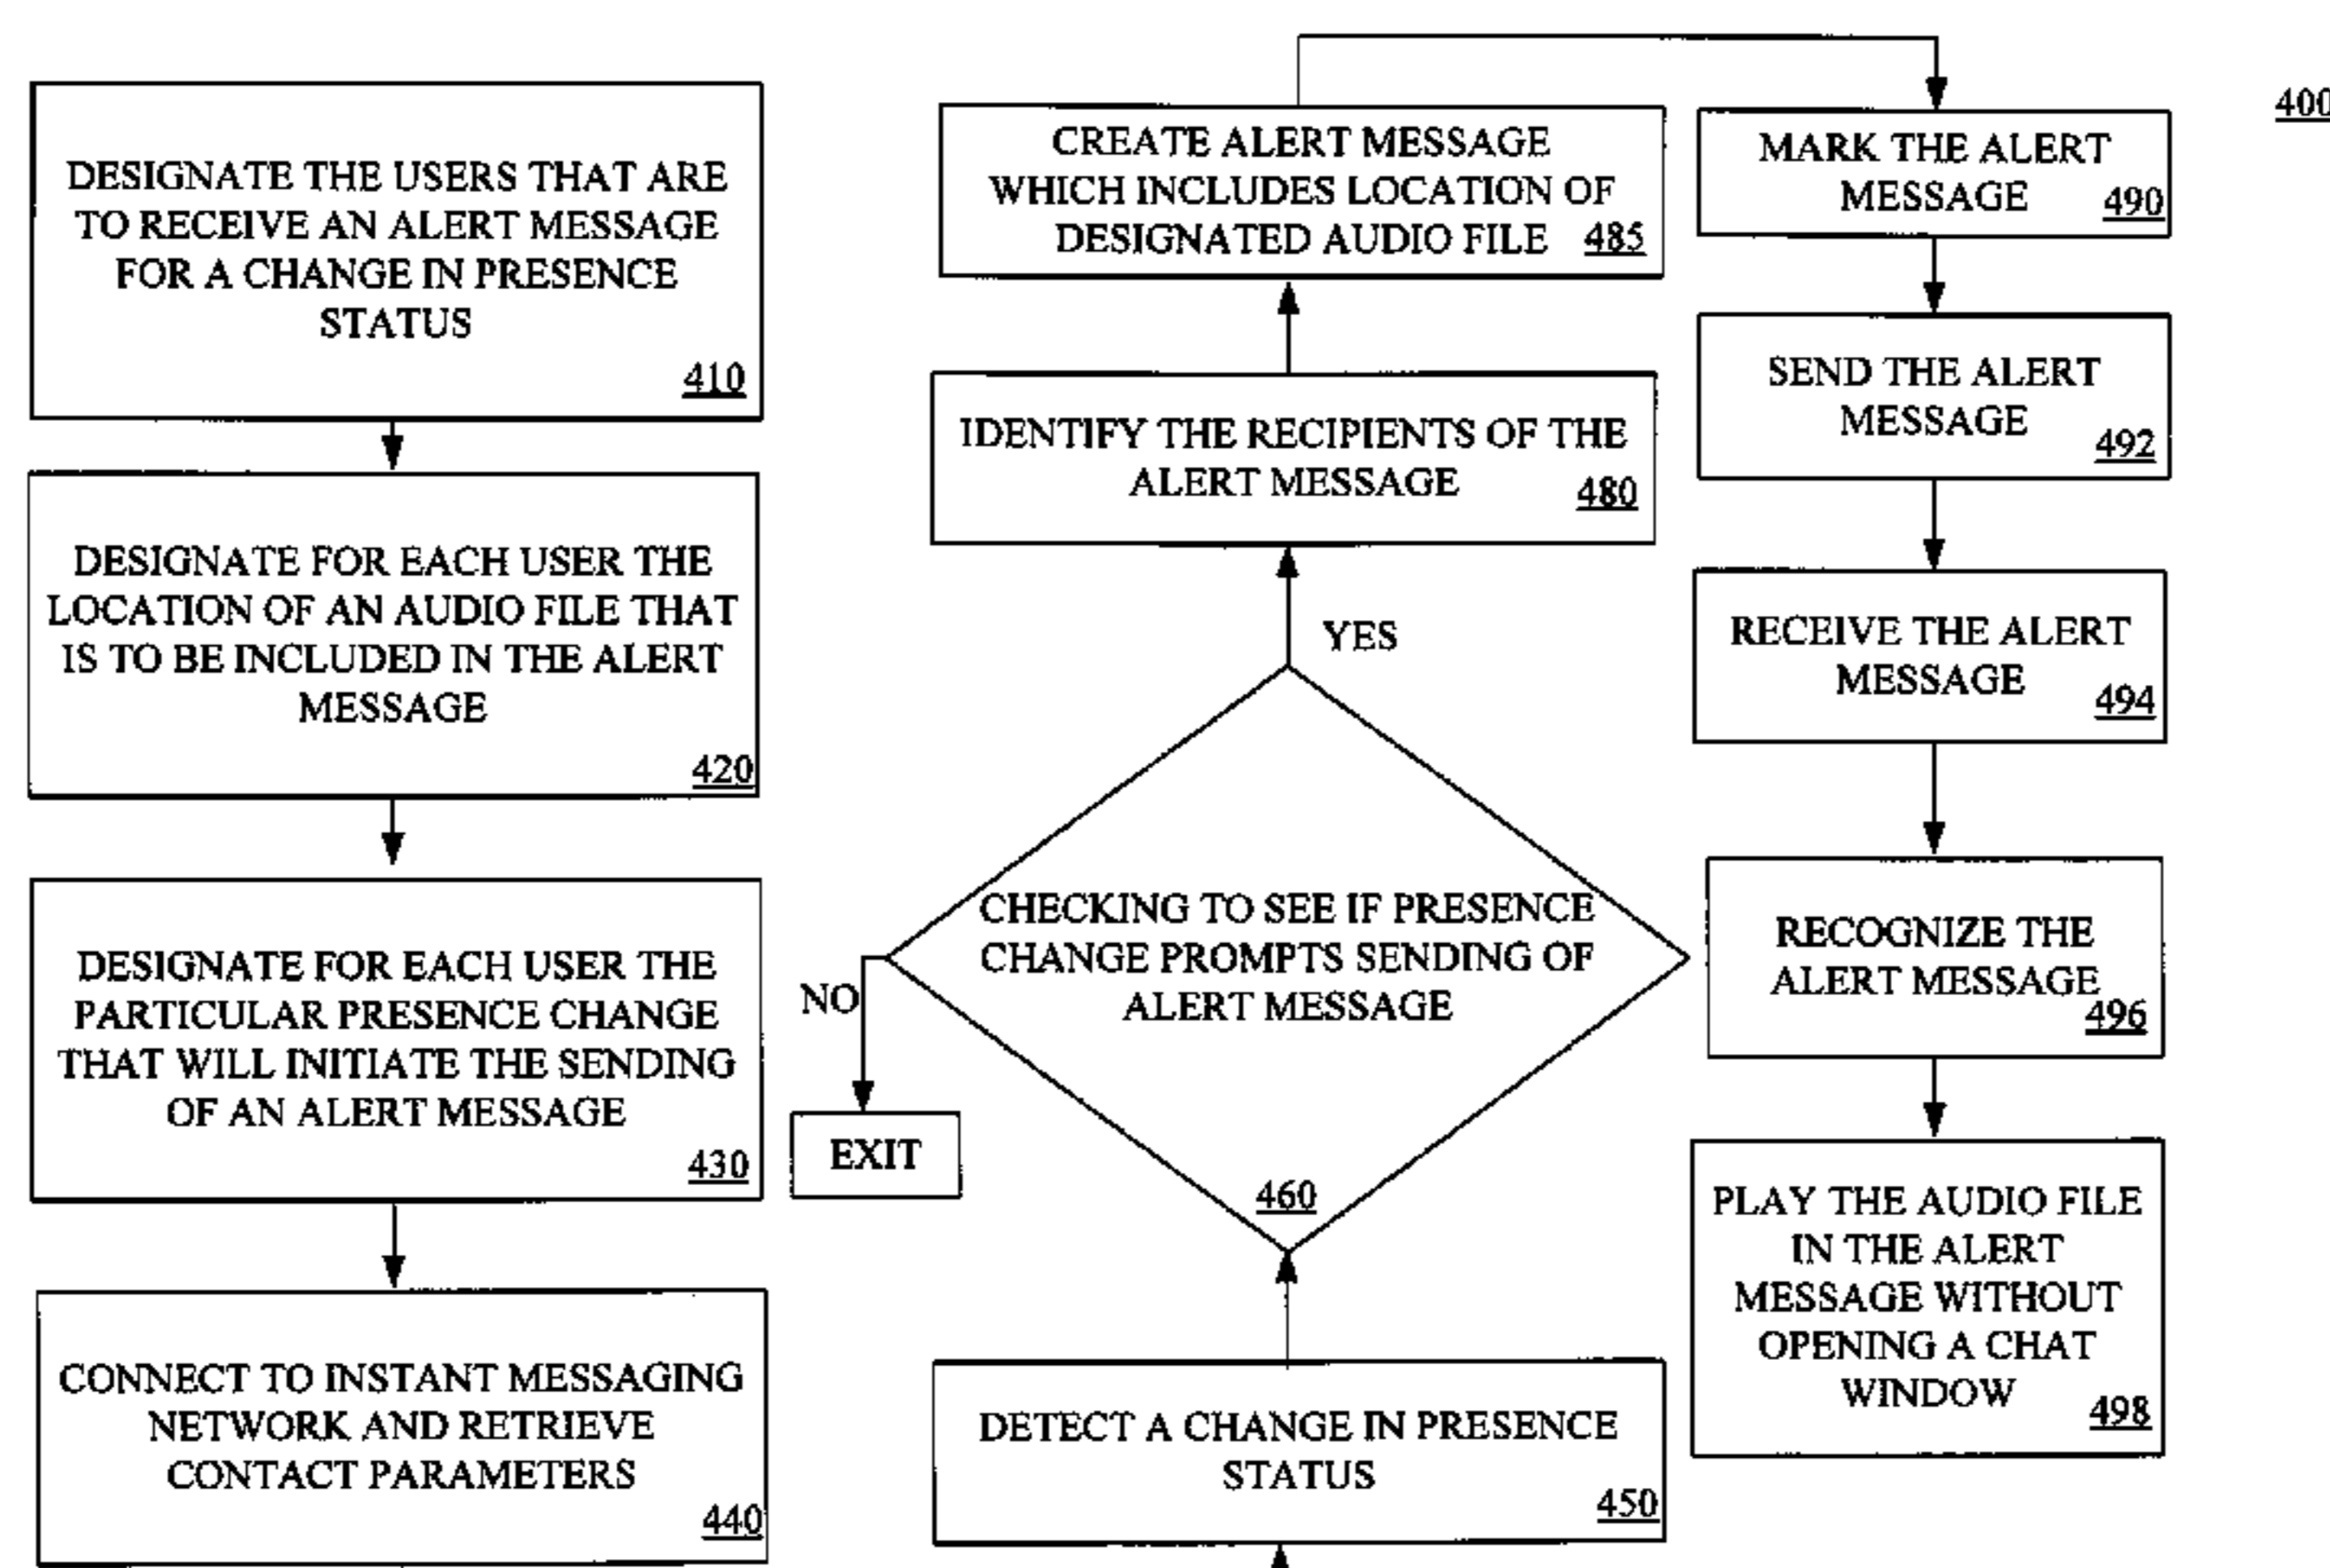 DESIGNATE THE USERS THAT ARE
TO RECEIVE AN ALERT MESSAGE
FOR A CHANGE IN PRESENCE
STATUS
410
DESIGNATE FOR EACH USER THE
LOCATION OF AN AUDIO FILE THAT
IS TO BE INCLUDED IN THE ALERT
MESSAGE
420
DESIGNATE FOR EACH USER THE
PARTICULAR PRESENCE CHANGE
THAT WILL INITIATE THE SENDING
OF AN ALERT MESSAGE
430
CONNECT TO INSTANT MESSAGING
NETWORK AND RETRIEVE
CONTACT PARAMETERS
440
DETECT A CHANGE IN PRESENCE
STATUS
450
CHECKING TO SEE IF PRESENCE
CHANGE PROMPTS SENDING OF
ALERT MESSAGE
460
NO
EXIT
YES
IDENTIFY THE RECIPIENTS OF THE
ALERT MESSAGE
480
CREATE ALERT MESSAGE
WHICH INCLUDES LOCATION OF
DESIGNATED AUDIO FILE 485
MARK THE ALERT
MESSAGE 490
SEND THE ALERT
MESSAGE
492
RECEIVE THE ALERT
MESSAGE
494
RECOGNIZE THE
ALERT MESSAGE
496
PLAY THE AUDIO FILE
IN THE ALERT
MESSAGE WITHOUT
OPENING A CHAT
WINDOW
498
400